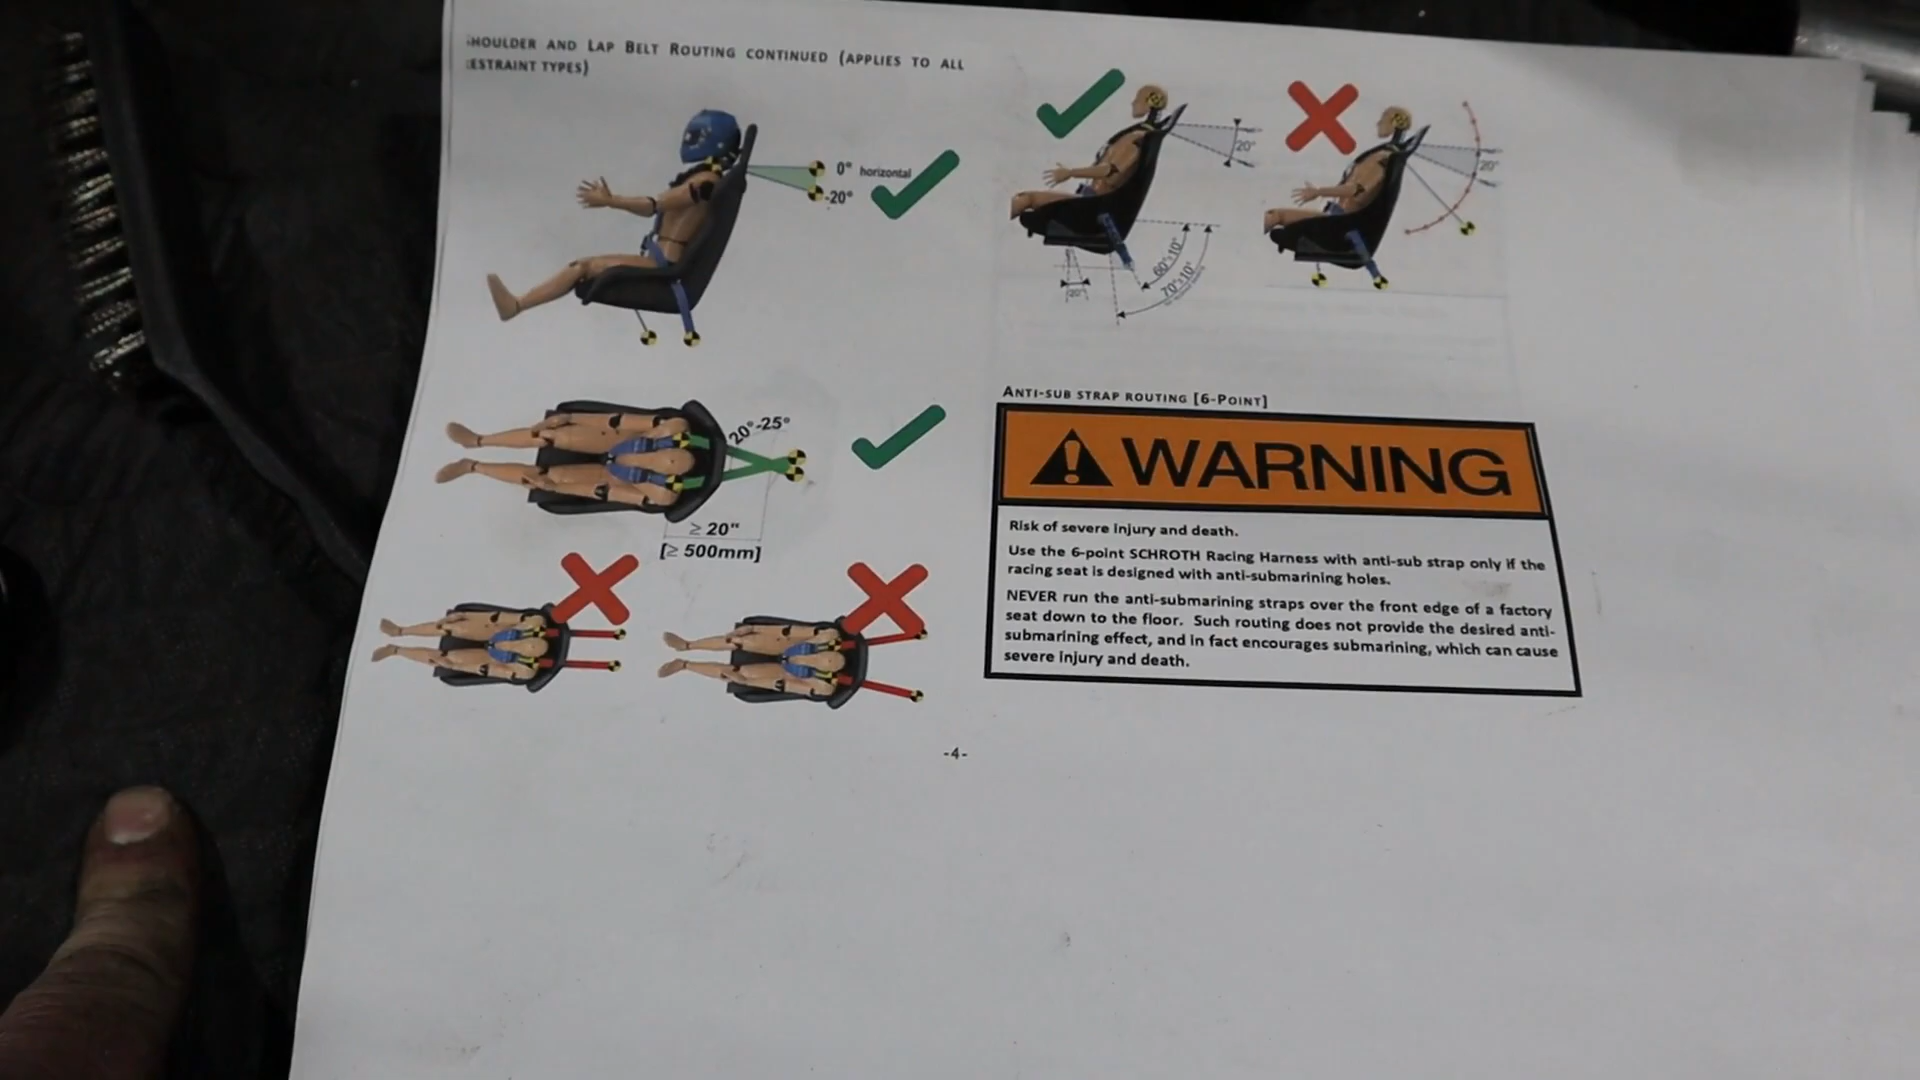 SHOULDER AND LAP BELT ROUTING CONTINUED (APPLIES TO ALL
RESTRAINT TYPES)
0° horizontal
-20°
20°-25°
≥ 20"
[≥ 500mm]
20°
60°±10°
70°±10°
20°
20°
ANTI-SUB STRAP ROUTING [6-POINT]
WARNING
Risk of severe injury and death.
Use the 6-point SCHROTH Racing Harness with anti-sub strap only if the
racing seat is designed with anti-submarining holes.
NEVER run the anti-submarining straps over the front edge of a factory
seat down to the floor. Such routing does not provide the desired anti-
submarining effect, and in fact encourages submarining, which can cause
severe injury and death.
-4-